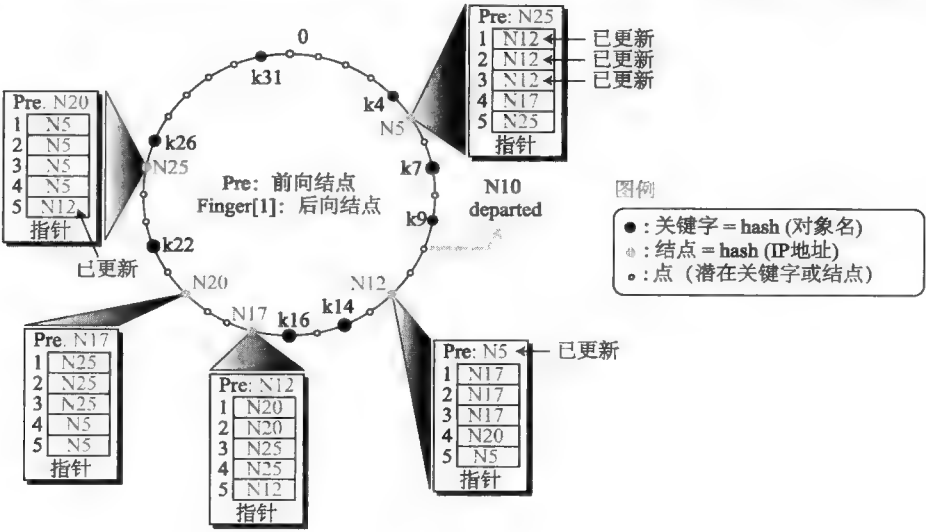 0
k31
k4
N5
k7
k9
N10
departed
N12
k14
k16
N17
N20
k22
N25
k26
Pre: 前向结点
Finger[1]: 后向结点
Pre: N25
1 N12 已更新
2 N12 已更新
3 N12 已更新
4 N17
5 N25
指针
Pre. N20
1 N5
2 N5
3 N5
4 N5
5 N12
指针
已更新
Pre. N17
1 N25
2 N25
3 N25
4 N5
5 N5
指针
Pre: N12
1 N20
2 N20
3 N25
4 N25
5 N12
指针
Pre: N5 已更新
1 N17
2 N17
3 N17
4 N20
5 N5
指针
图例
: 关键字 = hash (对象名)
: 结点 = hash (IP地址)
: 点（潜在关键字或结点）